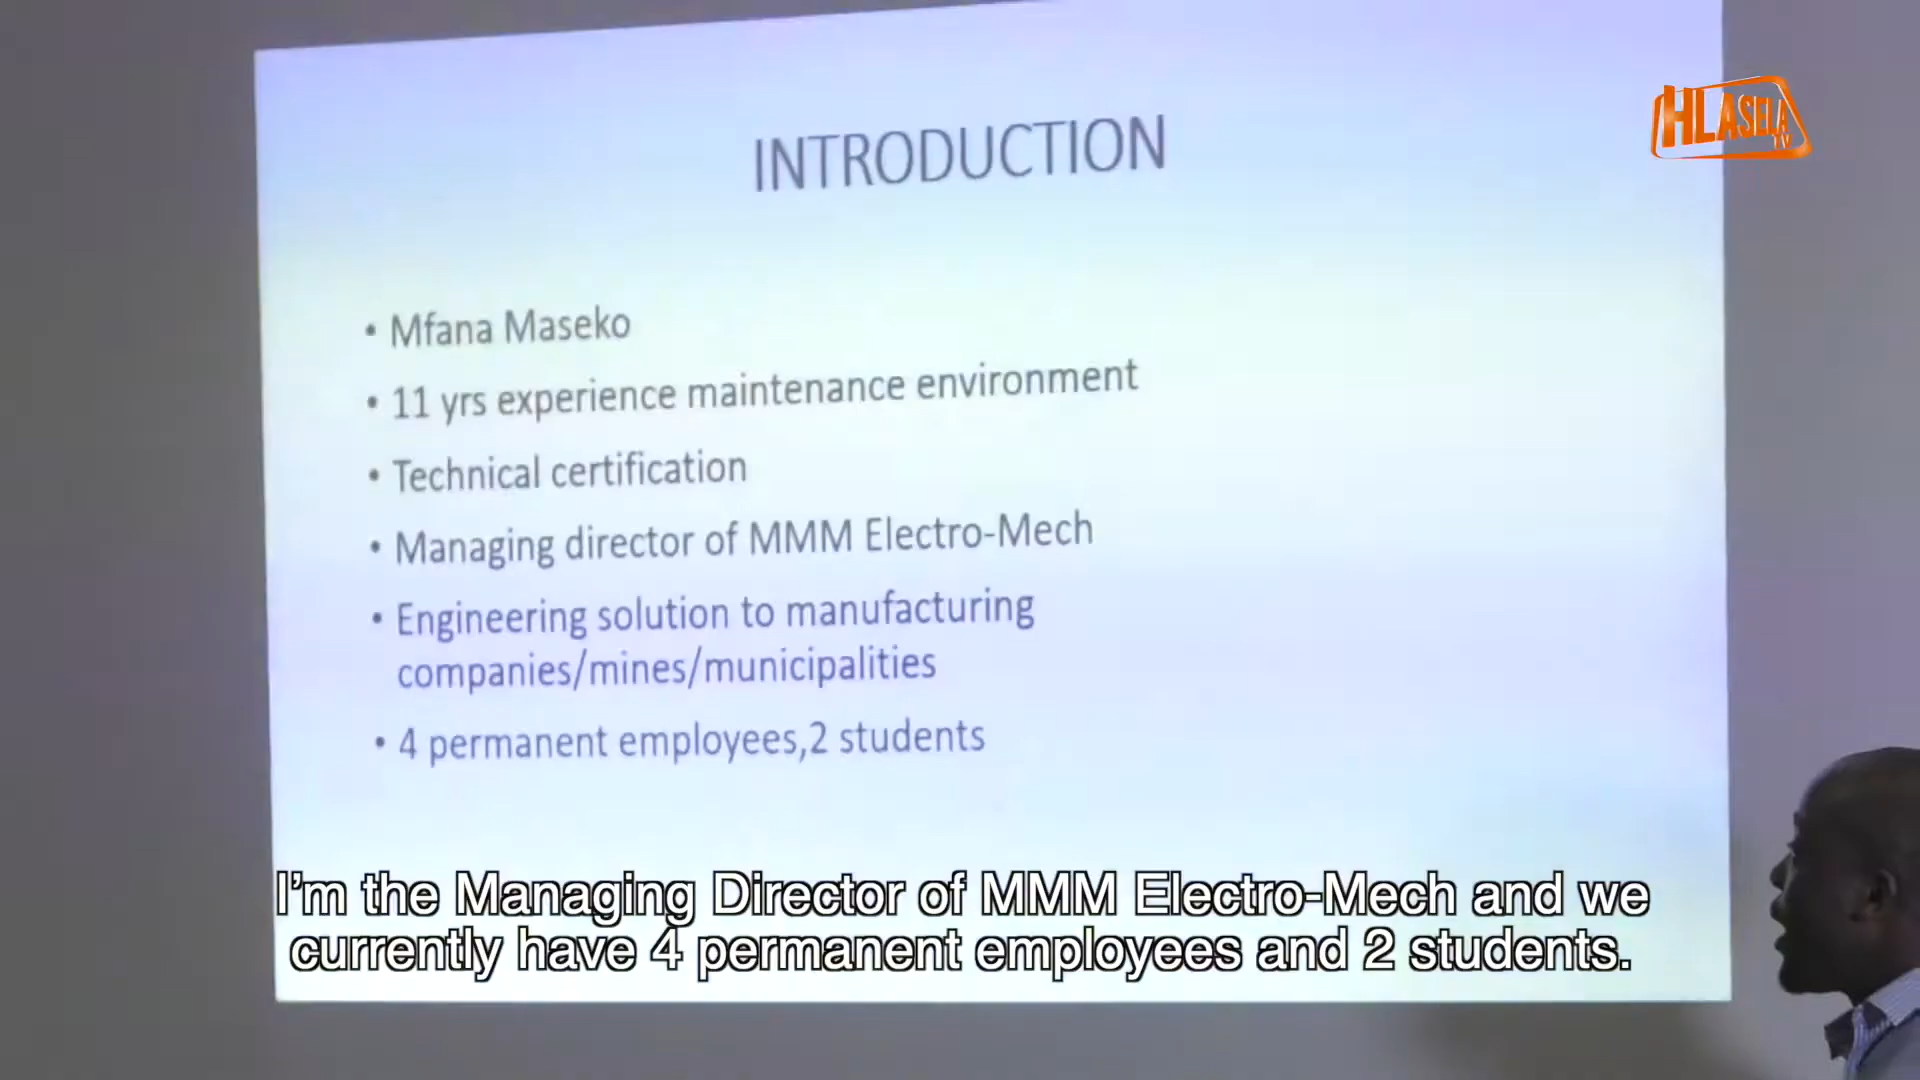 HLASELA TV
INTRODUCTION
• Mfana Maseko
• 11 yrs experience maintenance environment
• Technical certification
• Managing director of MMM Electro-Mech
• Engineering solution to manufacturing
companies/mines/municipalities
• 4 permanent employees,2 students
I'm the Managing Director of MMM Electro-Mech and we
currently have 4 permanent employees and 2 students.